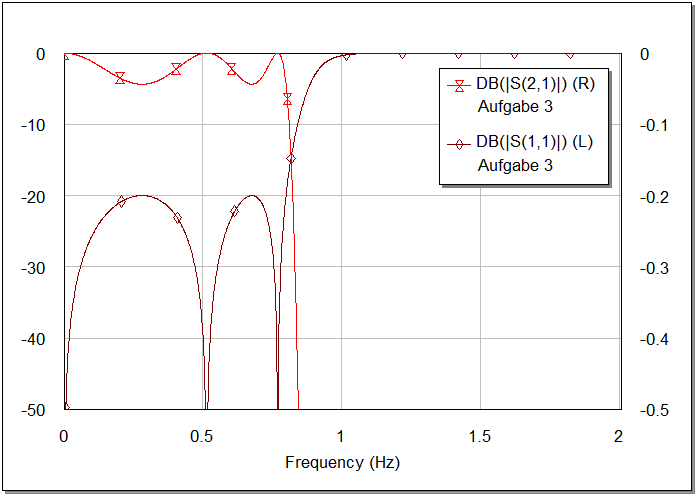 DB(|S(2,1)|) (R)
Aufgabe 3
DB(|S(1,1)|) (L)
Aufgabe 3
0
-10
-20
-30
-40
-50
0
-0.1
-0.2
-0.3
-0.4
-0.5
0 0.5 1 1.5 2
Frequency (Hz)